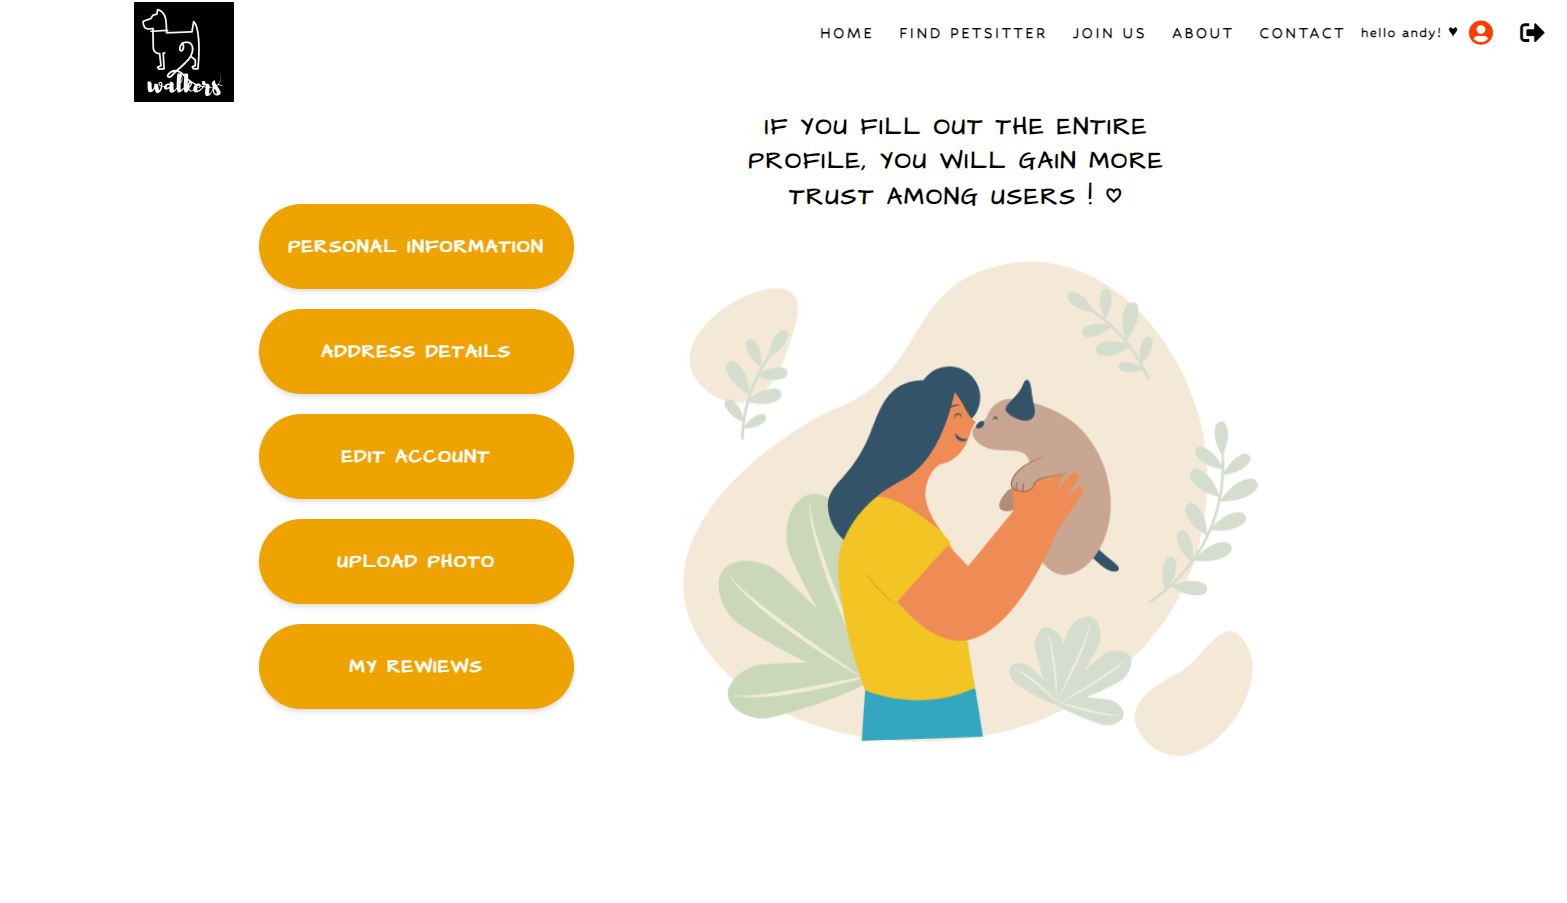 walkers
HOME FIND PETSITTER JOIN US ABOUT CONTACT hello andy! ♥
IF YOU FILL OUT THE ENTIRE
PROFILE, YOU WILL GAIN MORE
TRUST AMONG USERS ! ♡
PERSONAL INFORMATION
ADDRESS DETAILS
EDIT ACCOUNT
UPLOAD PHOTO
MY REWIEWS